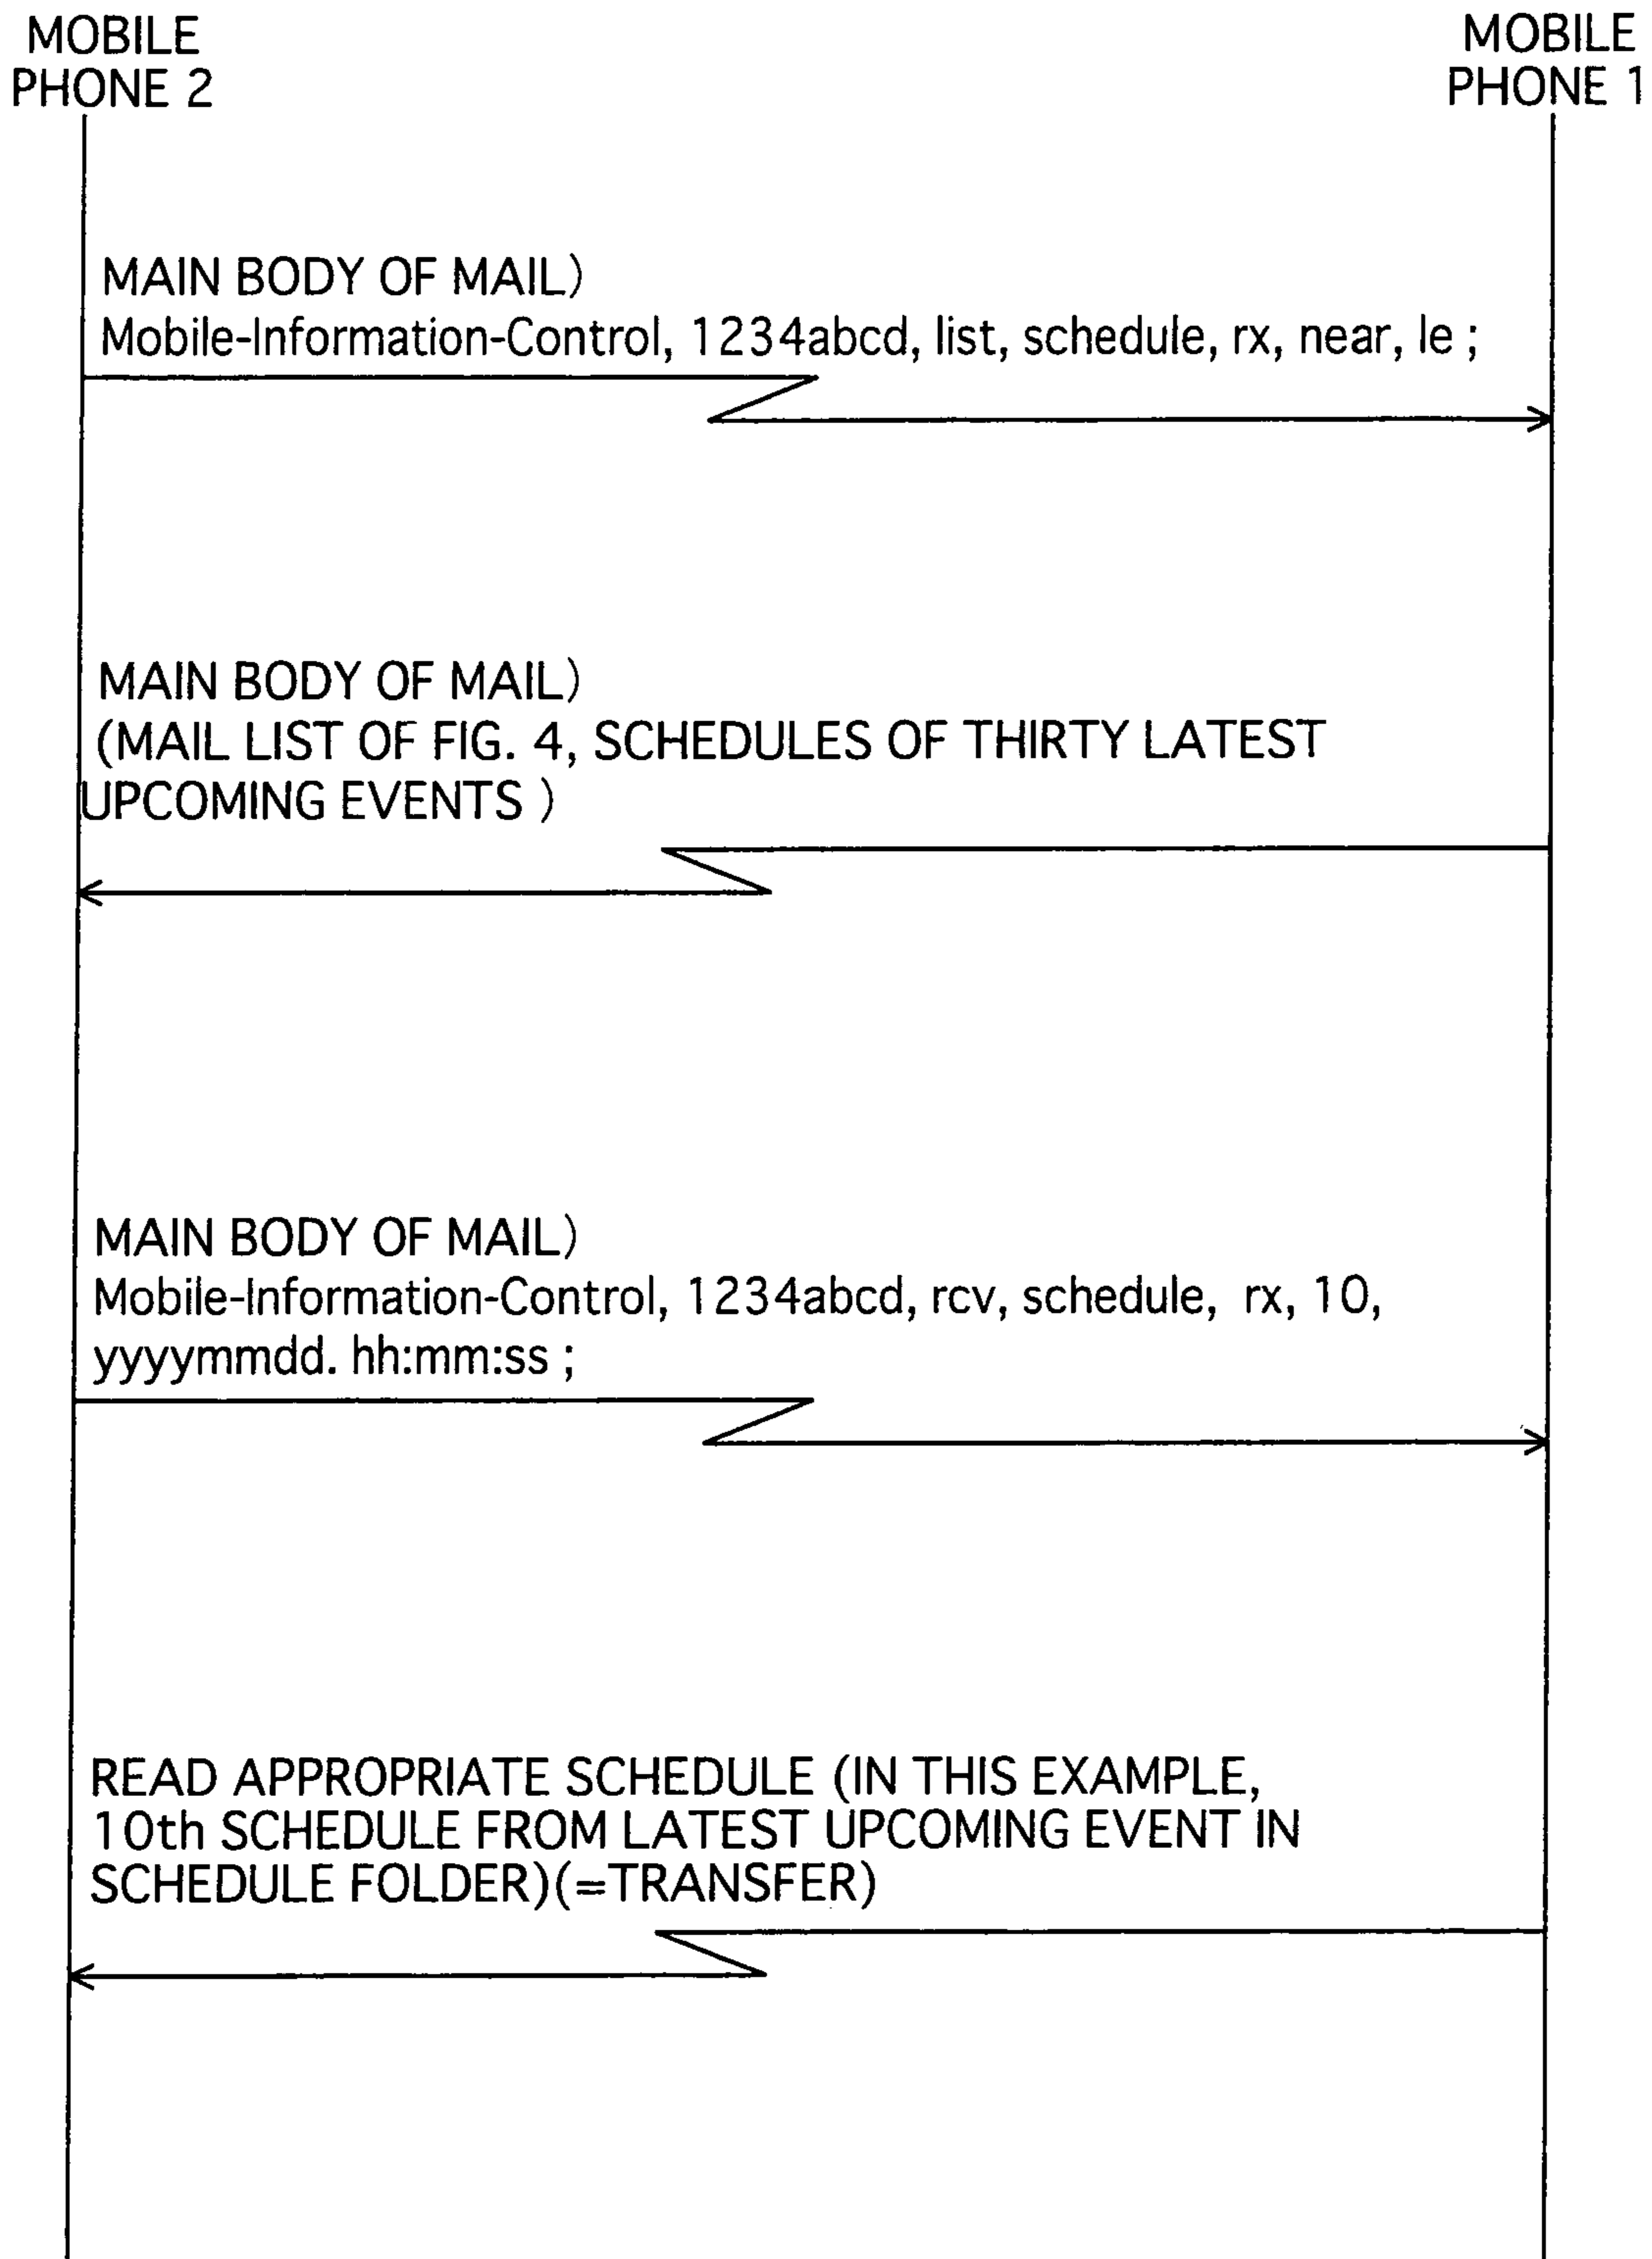 MOBILE
PHONE 2
MOBILE
PHONE 1
MAIN BODY OF MAIL)
Mobile-Information-Control, 1234abcd, list, schedule, rx, near, le ;
MAIN BODY OF MAIL)
(MAIL LIST OF FIG. 4, SCHEDULES OF THIRTY LATEST
UPCOMING EVENTS )
MAIN BODY OF MAIL)
Mobile-Information-Control, 1234abcd, rcv, schedule, rx, 10,
yyyymmdd. hh:mm:ss ;
READ APPROPRIATE SCHEDULE (IN THIS EXAMPLE,
10th SCHEDULE FROM LATEST UPCOMING EVENT IN
SCHEDULE FOLDER)(=TRANSFER)